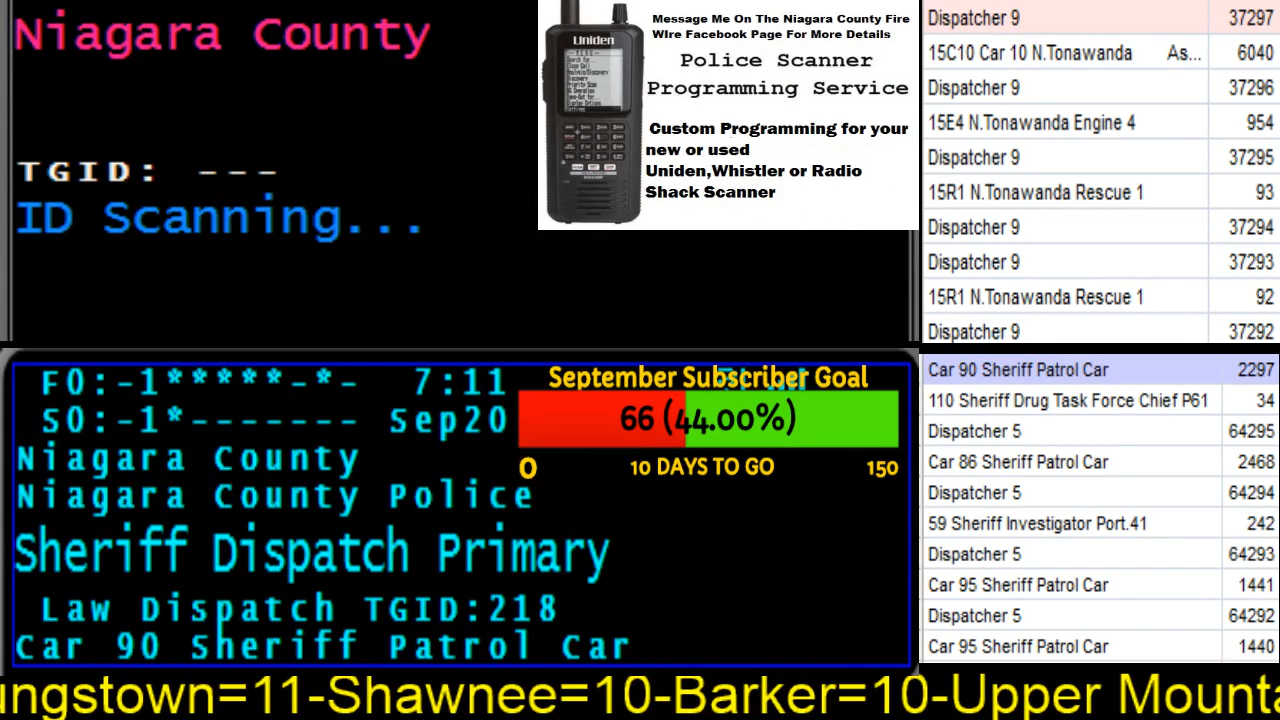 Niagara County
TGID: ---
ID Scanning...
Uniden
Message Me On The Niagara County Fire
WIre Facebook Page For More Details
Police Scanner
Programming Service
Custom Programming for your
new or used
Uniden,Whistler or Radio
Shack Scanner
Dispatcher 9 37297
15C10 Car 10 N.Tonawanda As... 6040
Dispatcher 9 37296
15E4 N.Tonawanda Engine 4 954
Dispatcher 9 37295
15R1 N.Tonawanda Rescue 1 93
Dispatcher 9 37294
Dispatcher 9 37293
15R1 N.Tonawanda Rescue 1 92
Dispatcher 9 37292
F0:-1*****-*- 7:11
S0:-1*------- Sep20
Niagara County
Niagara County Police
Sheriff Dispatch Primary
Law Dispatch TGID:218
Car 90 Sheriff Patrol Car
September Subscriber Goal
66 (44.00%)
0 10 DAYS TO GO 150
Car 90 Sheriff Patrol Car 2297
110 Sheriff Drug Task Force Chief P61 34
Dispatcher 5 64295
Car 86 Sheriff Patrol Car 2468
Dispatcher 5 64294
59 Sheriff Investigator Port.41 242
Dispatcher 5 64293
Car 95 Sheriff Patrol Car 1441
Dispatcher 5 64292
Car 95 Sheriff Patrol Car 1440
ungstown=11-Shawnee=10-Barker=10-Upper Mounta